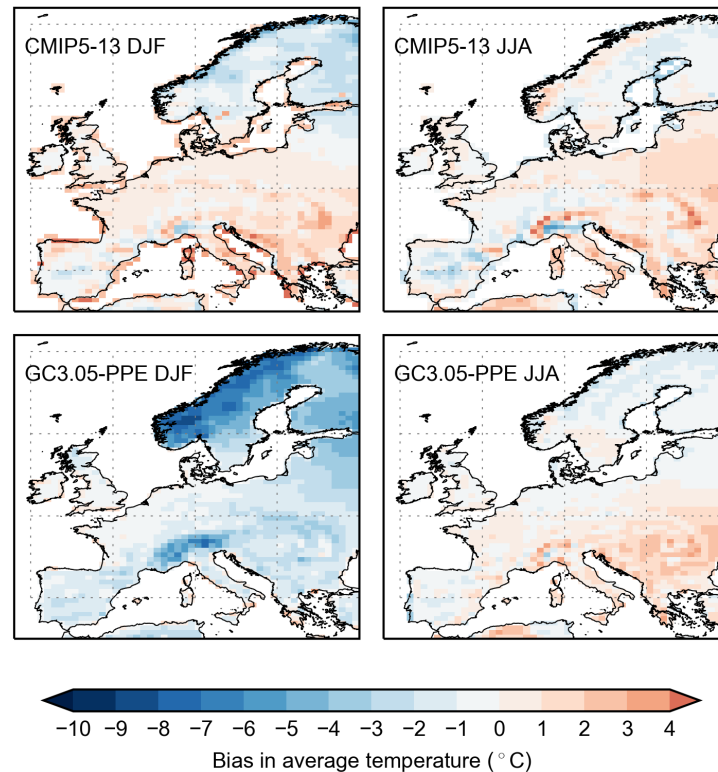 CMIP5-13 DJF
CMIP5-13 JJA
GC3.05-PPE DJF
GC3.05-PPE JJA
−10 −9 −8 −7 −6 −5 −4 −3 −2 −1 0 1 2 3 4
Bias in average temperature (°C)